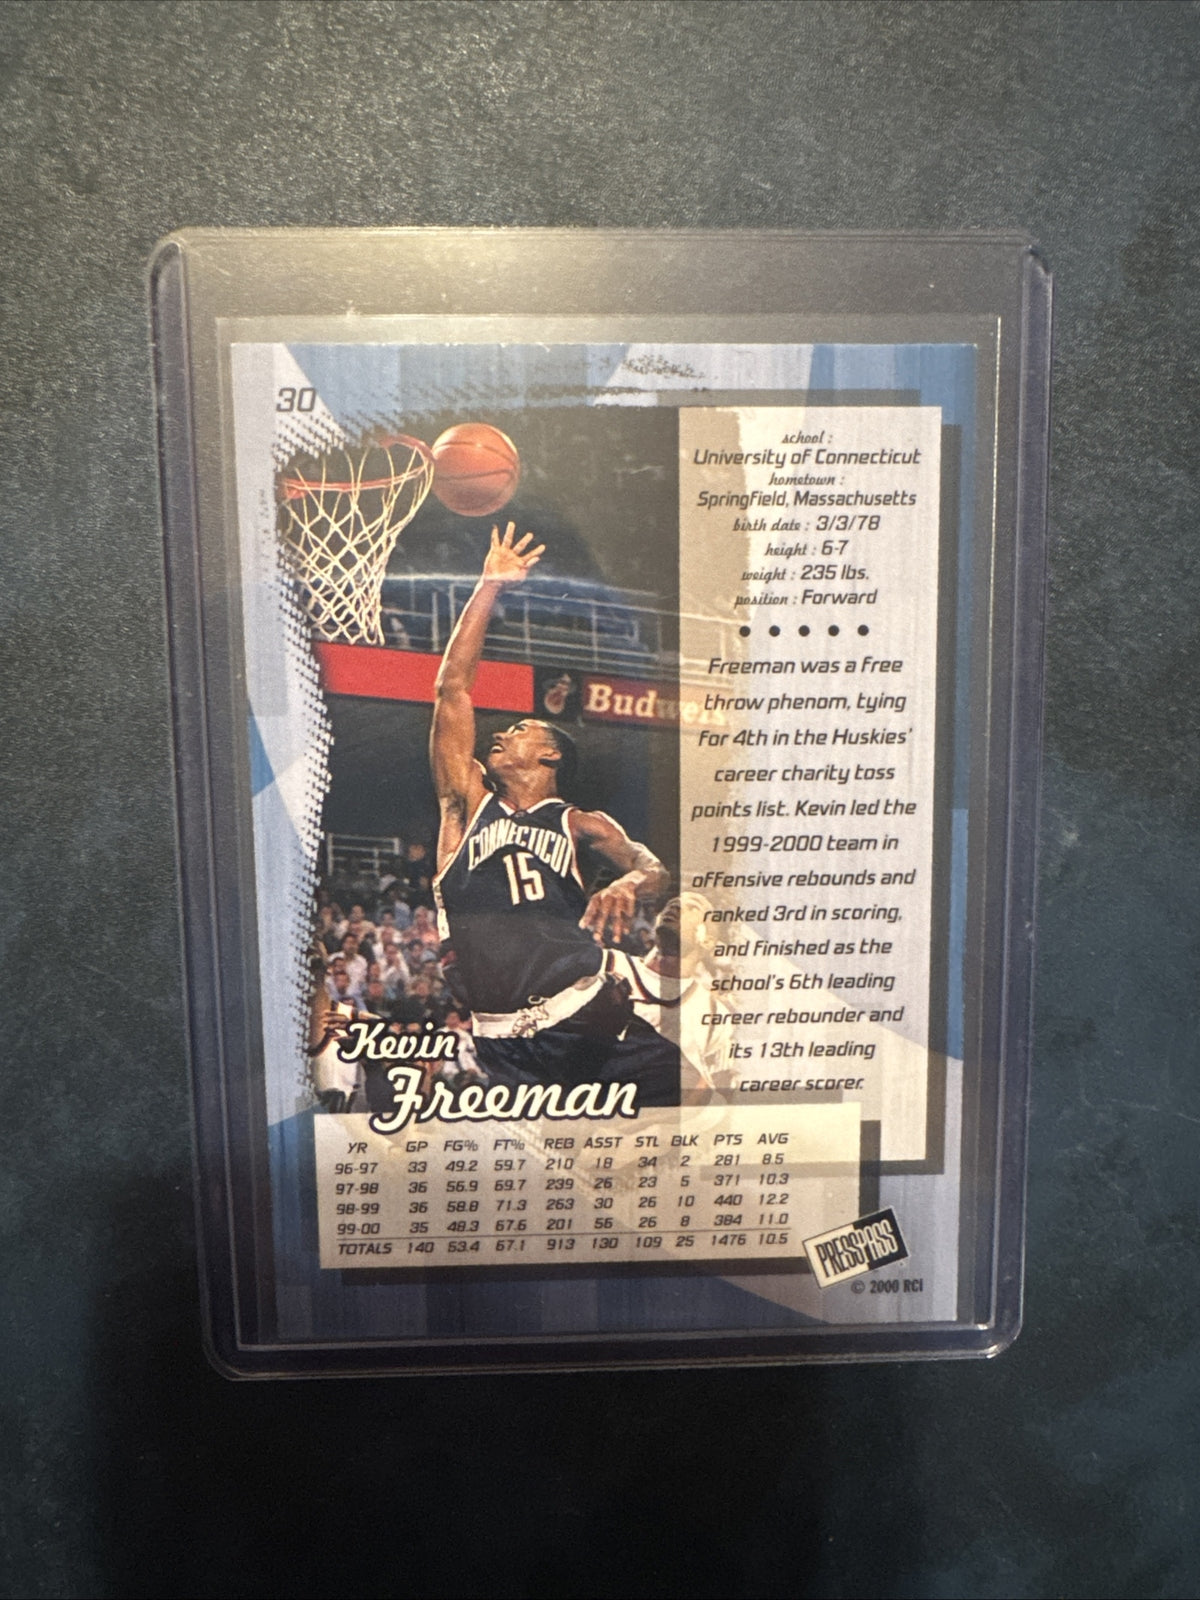 30
school :
University of Connecticut
hometown :
Springfield, Massachusetts
birth date : 3/3/78
height : 6-7
weight : 235 lbs.
position : Forward
Freeman was a free
throw phenom, tying
for 4th in the Huskies'
career charity toss
points list. Kevin led the
1999-2000 team in
offensive rebounds and
ranked 3rd in scoring,
and finished as the
school's 6th leading
career rebounder and
its 13th leading
career scorer.
Budweis
CONNECTICUT
15
Kevin
Freeman
YR GP FG% FT% REB ASST STL BLK PTS AVG
96-97 33 49.2 59.7 210 18 34 2 281 8.5
97-98 36 56.9 69.7 239 26 23 5 371 10.3
98-99 36 58.8 71.3 263 30 26 10 440 12.2
99-00 35 48.3 67.6 201 56 26 8 384 11.0
TOTALS 140 53.4 67.1 913 130 109 25 1476 10.5
PRESS PASS
© 2000 RCI